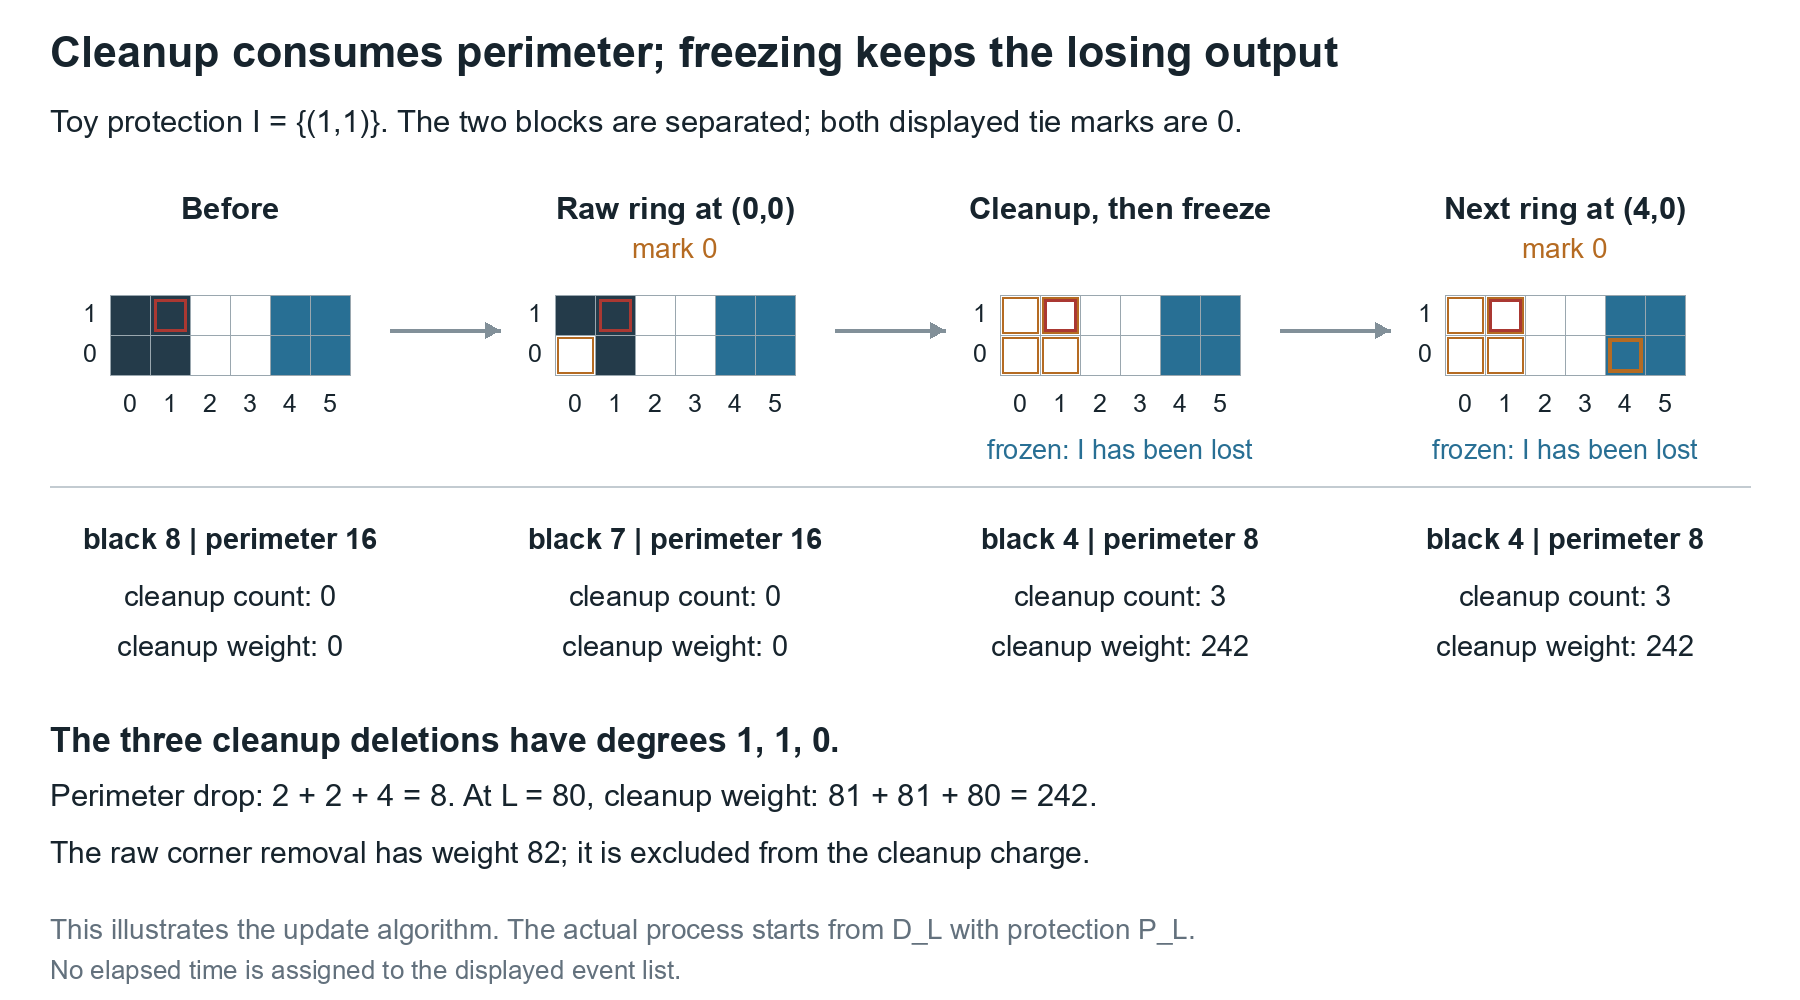 Cleanup consumes perimeter; freezing keeps the losing output
Toy protection I = {(1,1)}. The two blocks are separated; both displayed tie marks are 0.
Before
Raw ring at (0,0)
mark 0
Cleanup, then freeze
Next ring at (4,0)
mark 0
1
0
0 1 2 3 4 5
1
0
0 1 2 3 4 5
1
0
0 1 2 3 4 5
frozen: I has been lost
1
0
0 1 2 3 4 5
frozen: I has been lost
black 8 | perimeter 16
cleanup count: 0
cleanup weight: 0
black 7 | perimeter 16
cleanup count: 0
cleanup weight: 0
black 4 | perimeter 8
cleanup count: 3
cleanup weight: 242
black 4 | perimeter 8
cleanup count: 3
cleanup weight: 242
The three cleanup deletions have degrees 1, 1, 0.
Perimeter drop: 2 + 2 + 4 = 8. At L = 80, cleanup weight: 81 + 81 + 80 = 242.
The raw corner removal has weight 82; it is excluded from the cleanup charge.
This illustrates the update algorithm. The actual process starts from D_L with protection P_L.
No elapsed time is assigned to the displayed event list.